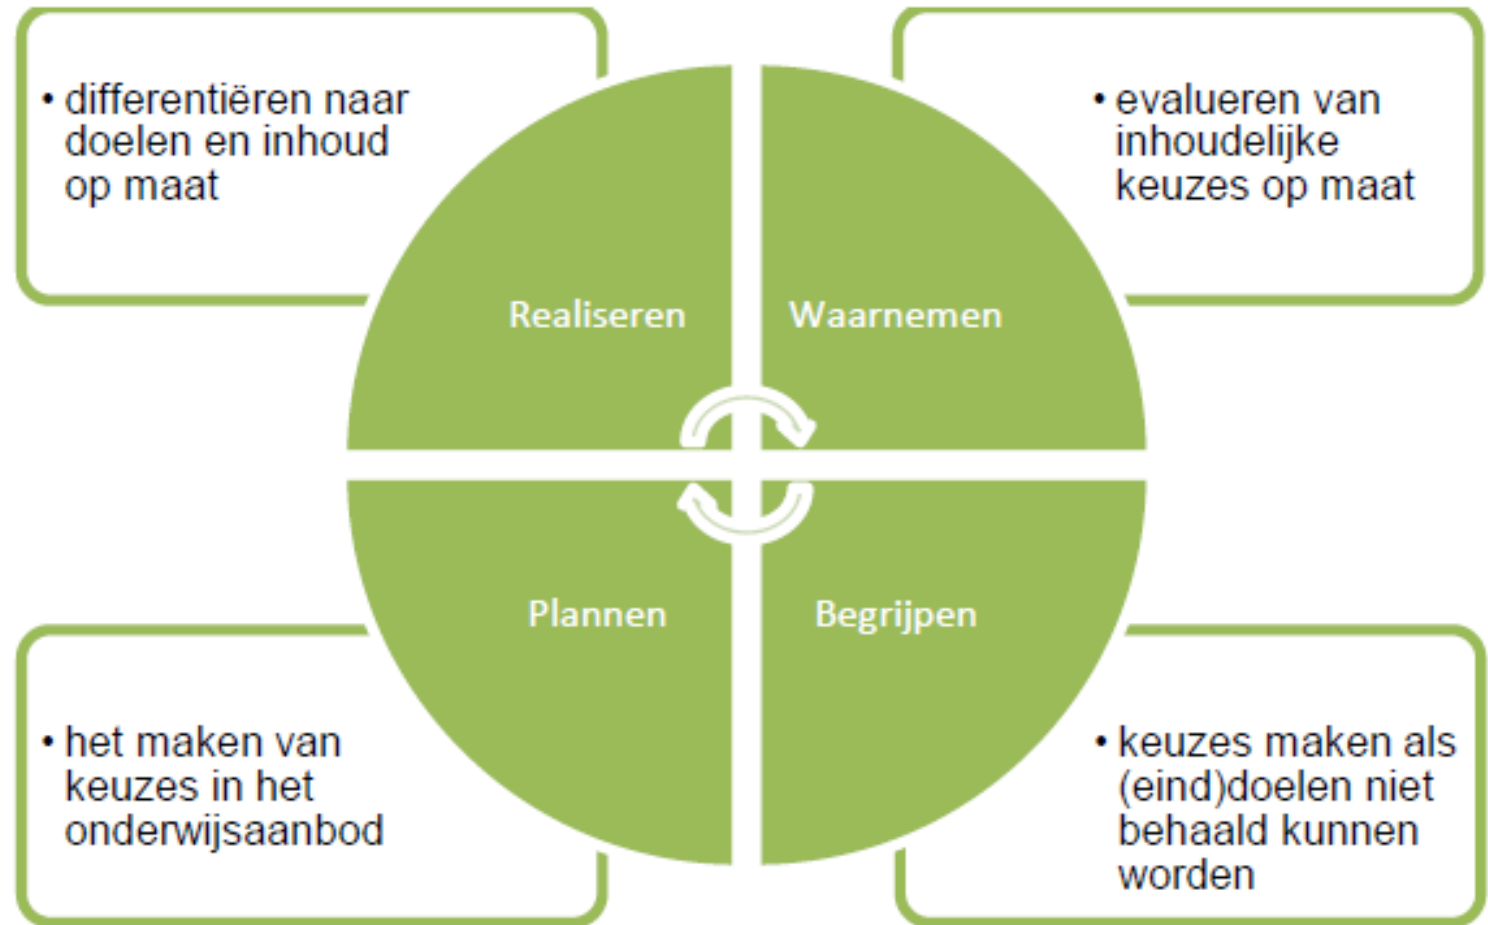 • differentiëren naar
doelen en inhoud
op maat
• evalueren van
inhoudelijke
keuzes op maat
Realiseren
Waarnemen
Plannen
Begrijpen
• het maken van
keuzes in het
onderwijsaanbod
• keuzes maken als
(eind)doelen niet
behaald kunnen
worden